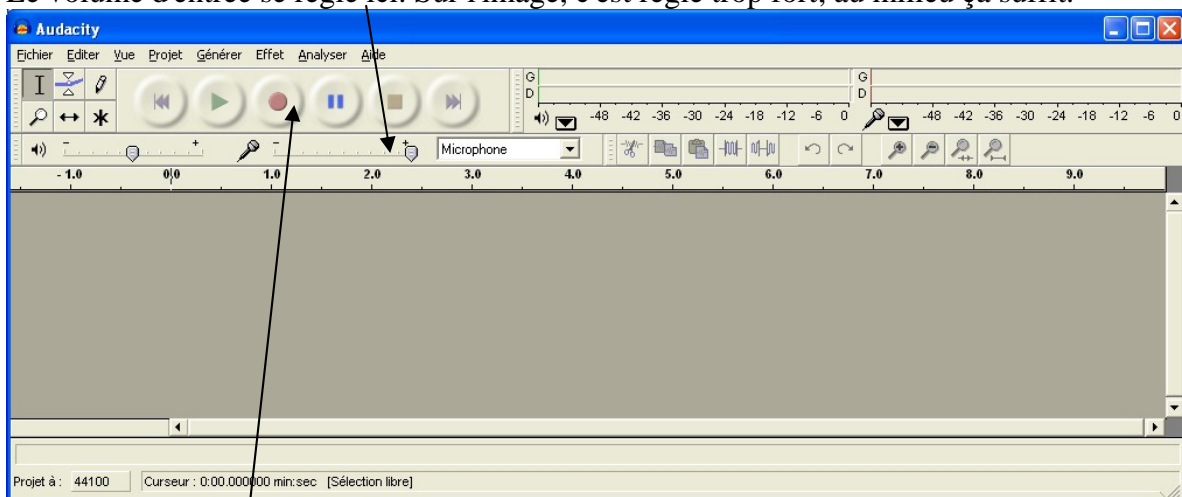 Le volume d'entrée se règle ici. Sur l'image, c'est réglé trop fort, au milieu ça suffit.
Audacity
Fichier Editer Vue Projet Générer Effet Analyser Aide
G G
D D
-48 -42 -36 -30 -24 -18 -12 -6 0 -48 -42 -36 -30 -24 -18 -12 -6 0
- + - + Microphone
- 1.0 0,0 1.0 2.0 3.0 4.0 5.0 6.0 7.0 8.0 9.0
Projet à : 44100 Curseur : 0:00.000000 min:sec [Sélection libre]